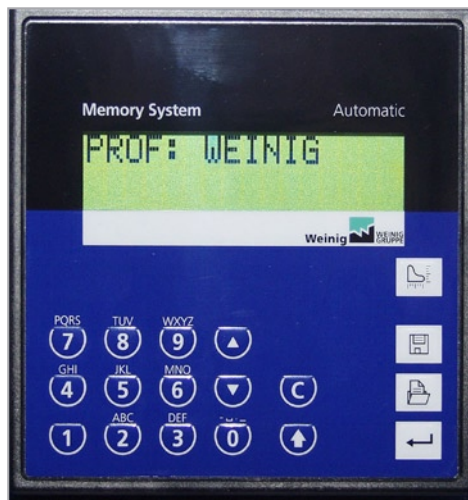 Memory System Automatic
PROF: WEINIG
Weinig WEINIG
GRUPPE
PQRS TUV WXYZ
7 8 9
GHI JKL MNO
4 5 6 C
ABC DEF
1 2 3 0